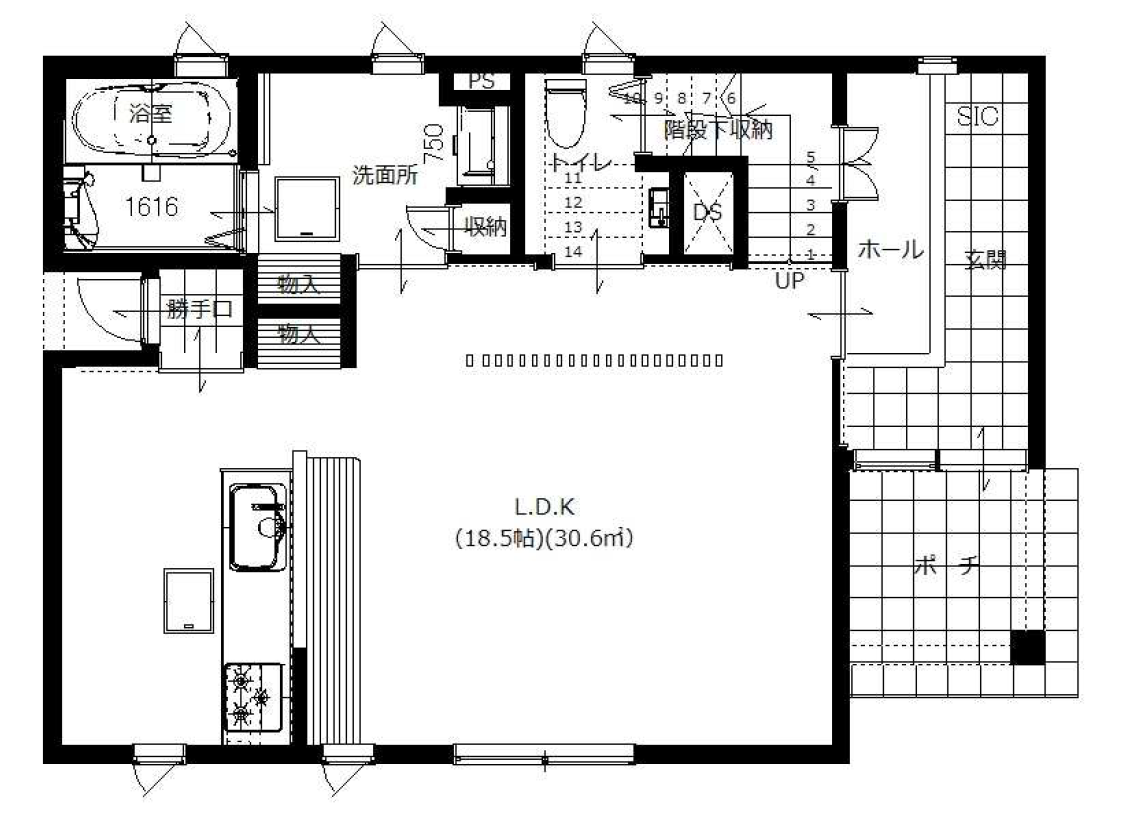 PS
浴室
10
9
8
7
6
SIC
階段下収納
750
トイレ
洗面所
5
11
4
1616
12
3
DS
収納
13
2
ホール
14
1
玄関
UP
物入
勝手口
物入
L.D.K
(18.5帖)(30.6㎡)
ポ チ